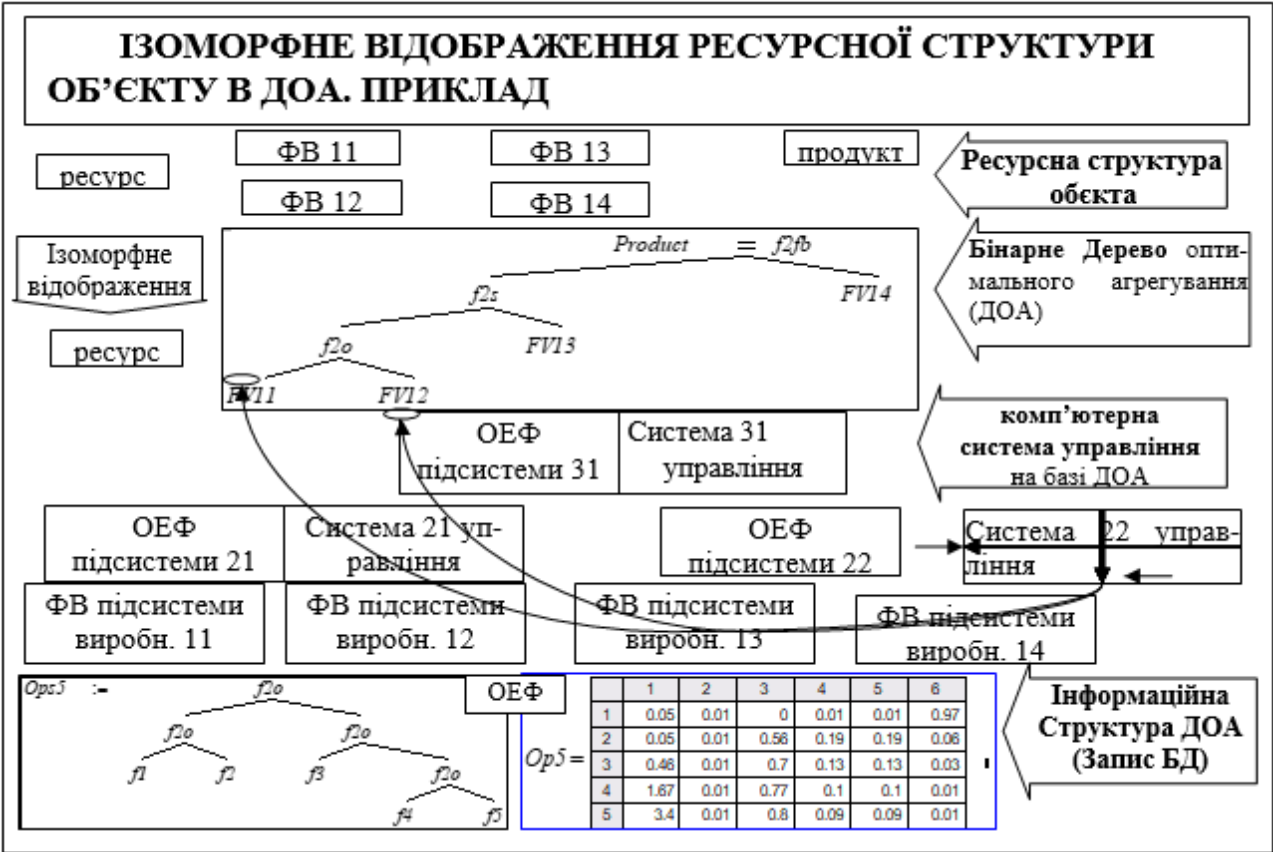 ІЗОМОРФНЕ ВІДОБРАЖЕННЯ РЕСУРСНОЇ СТРУКТУРИ
ОБ’ЄКТУ В ДОА. ПРИКЛАД
ресурс
ФВ 11
ФВ 13
продукт
ФВ 12
ФВ 14
Ресурсна структура
обєкта
Ізоморфне
відображення
ресурс
Product = f2fb
f2s
FV14
f2o
FV13
FV11
FV12
Бінарне Дерево опти-
мального агрегування
(ДОА)
ОЕФ
підсистеми 31
Система 31
управління
комп’ютерна
система управління
на базі ДОА
ОЕФ
підсистеми 21
Система 21 уп-
равління
ОЕФ
підсистеми 22
Система 22 управ-
ління
ФВ підсистеми
виробн. 11
ФВ підсистеми
виробн. 12
ФВ підсистеми
виробн. 13
ФВ підсистеми
виробн. 14
Ops5 := f2o
f2o f2o
f1 f2 f3 f2o
f4 f5
ОЕФ
Op5 =
1 2 3 4 5 6
1 0.05 0.01 0 0.01 0.01 0.97
2 0.05 0.01 0.56 0.19 0.19 0.06
3 0.46 0.01 0.7 0.13 0.13 0.03
4 1.67 0.01 0.77 0.1 0.1 0.01
5 3.4 0.01 0.8 0.09 0.09 0.01
Інформаційна
Структура ДОА
(Запис БД)